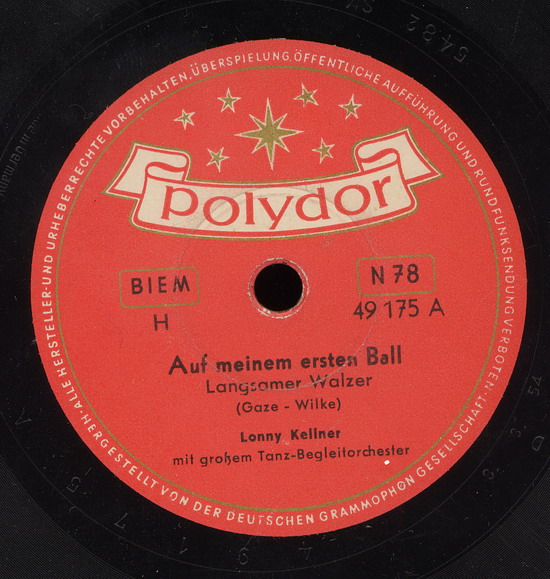 ALLE HERSTELLER- UND URHEBERRECHTE VORBEHALTEN. ÜBERSPIELUNG, ÖFFENTLICHE AUFFÜHRUNG UND RUNDFUNKSENDUNG VERBOTEN.
polydor
BIEM
N 78
H
49 175 A
Auf meinem ersten Ball
Langsamer Walzer
(Gaze - Wilke)
Lonny Kellner
mit großem Tanz-Begleitorchester
HERGESTELLT VON DER DEUTSCHEN GRAMMOPHON GESELLSCHAFT
5482